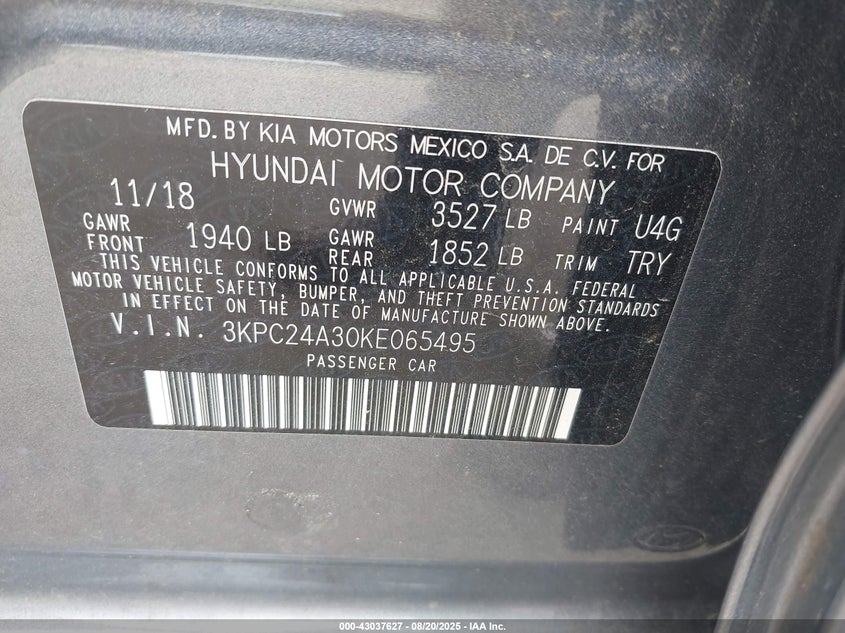 MFD. BY KIA MOTORS MEXICO S.A. DE C.V. FOR
HYUNDAI MOTOR COMPANY
11/18 GVWR 3527 LB PAINT U4G
GAWR FRONT 1940 LB GAWR REAR 1852 LB TRIM TRY
THIS VEHICLE CONFORMS TO ALL APPLICABLE U.S.A. FEDERAL
MOTOR VEHICLE SAFETY, BUMPER, AND THEFT PREVENTION STANDARDS
IN EFFECT ON THE DATE OF MANUFACTURE SHOWN ABOVE.
V.I.N. 3KPC24A30KE065495
PASSENGER CAR
000-43037627 - 08/20/2025 - IAA Inc.